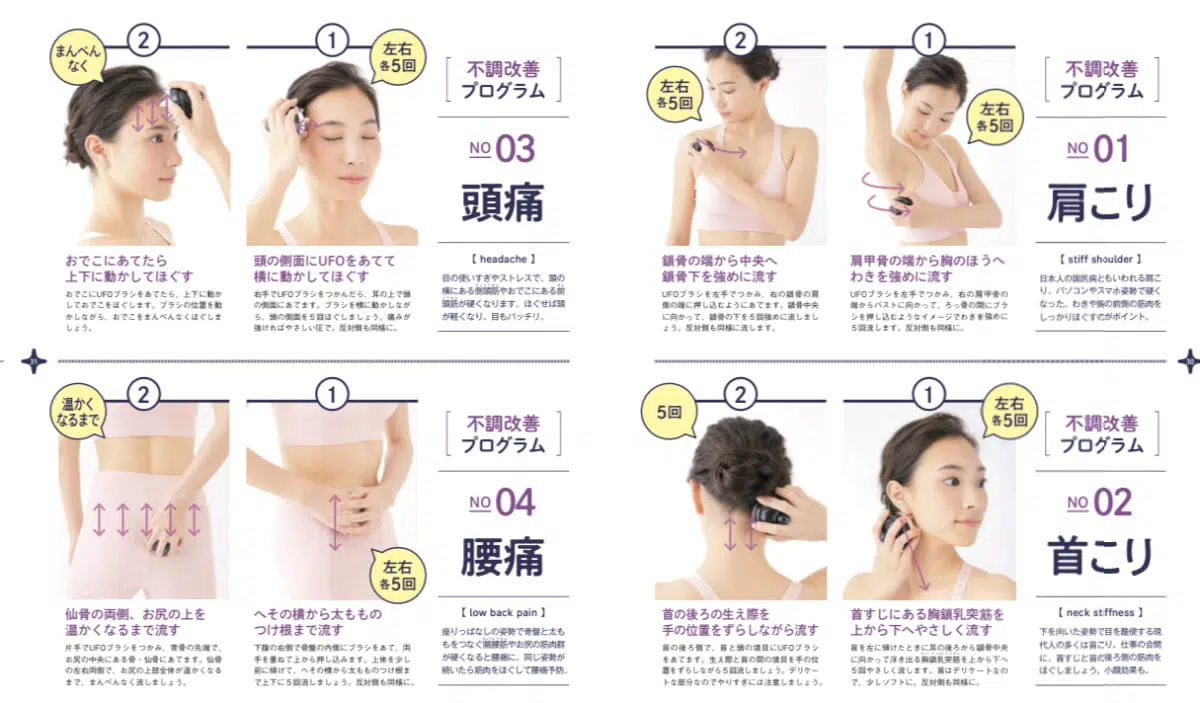 不調改善
プログラム
NO 01
肩こり
【 stiff shoulder 】
日本人の国民病ともいわれる肩こ
り。パソコンやスマホ姿勢で硬く
なった、わきや胸の前側の筋肉を
しっかりほぐすのがポイント。
1
左右
各5回
肩甲骨の端から胸のほうへ
わきを強めに流す
UFOブラシを左手でつかみ、右の肩甲骨の
端からバストに向かって、ろっ骨の間にブラ
シを押し込むようなイメージでわきを強めに
5回流します。反対側も同様に。
2
左右
各5回
鎖骨の端から中央へ
鎖骨下を強めに流す
UFOブラシを左手でつかみ、右の鎖骨の肩
側の端に押し込むようにあてます。鎖骨中央
に向かって、鎖骨の下を5回強めに流しまし
ょう。反対側も同様に流します。
不調改善
プログラム
NO 02
首こり
【 neck stiffness 】
下を向いた姿勢で目を酷使する現
代人の多くは首こり。仕事の合間
に、首すじと首の後ろ側の筋肉を
ほぐしましょう。小顔効果も。
1
左右
各5回
首すじにある胸鎖乳突筋を
上から下へやさしく流す
首を左に傾けたときに耳の後ろから鎖骨中央
に向かって浮き出る胸鎖乳突筋を上から下へ
5回やさしく流します。首はデリケートなの
で、少しソフトに。反対側も同様に。
2
5回
首の後ろの生え際を
手の位置をずらしながら流す
首の後ろ側で、首と頭の境目にUFOブラシ
をあてます。生え際と首の間の境目を手の位
置をずらしながら5回流しましょう。デリケー
トな部分なのでやりすぎには注意しましょう。
不調改善
プログラム
NO 03
頭痛
【 headache 】
目の使いすぎやストレスで、頭の
横にある側頭筋やおでこにある前
頭筋が硬くなります。ほぐせば頭
が軽くなり、目もパッチリ。
1
左右
各5回
頭の側面にUFOをあてて
横に動かしてほぐす
右手でUFOブラシをつかんだら、耳の上で頭
の側面にあてます。ブラシを横に動かしなが
ら、頭の側面を5回ほぐしましょう。痛みが
強ければやさしい圧で。反対側も同様に。
2
まんべん
なく
おでこにあてたら
上下に動かしてほぐす
おでこにUFOブラシをあてたら、上下に動か
しておでこをほぐします。ブラシの位置を動
かしながら、おでこをまんべんなくほぐしま
しょう。
不調改善
プログラム
NO 04
腰痛
【 low back pain 】
座りっぱなしの姿勢で骨盤と太も
もをつなぐ腸腰筋やお尻の筋肉群
が硬くなると腰痛に。同じ姿勢が
続いたら筋肉をほぐして腰痛予防。
1
左右
各5回
へその横から太ももの
つけ根まで流す
下腹の右側で骨盤の内側にブラシをあて、両
手を重ねて上から押し込みます。上体を少し
前に傾けて、へその横から太もものつけ根ま
で上下に5回流しましょう。反対側も同様に。
2
温かく
なるまで
仙骨の両側、お尻の上を
温かくなるまで流す
片手でUFOブラシをつかみ、背骨の先端で、
お尻の中央にある骨・仙骨にあてます。仙骨
の左右両側で、お尻の上部全体が温かくなる
まで、まんべんなく流しましょう。